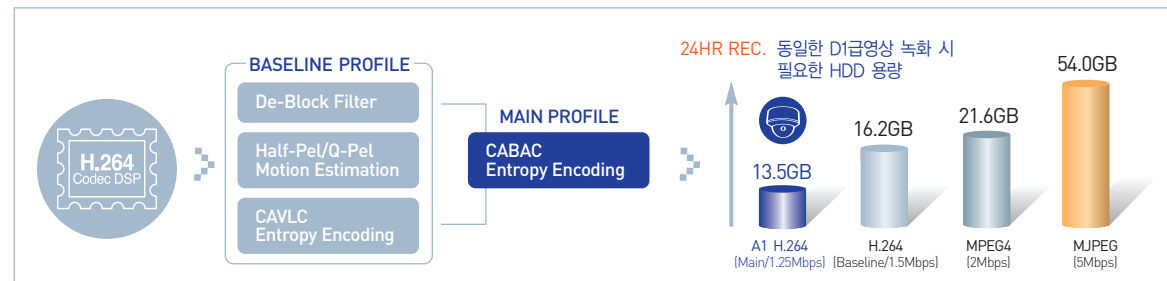 H.264
Codec DSP
BASELINE PROFILE
De-Block Filter
Half-Pel/Q-Pel
Motion Estimation
CAVLC
Entropy Encoding
MAIN PROFILE
CABAC
Entropy Encoding
24HR REC. 동일한 D1급영상 녹화 시
필요한 HDD 용량
13.5GB
16.2GB
21.6GB
54.0GB
A1 H.264
(Main/1.25Mbps)
H.264
(Baseline/1.5Mbps)
MPEG4
(2Mbps)
MJPEG
(5Mbps)